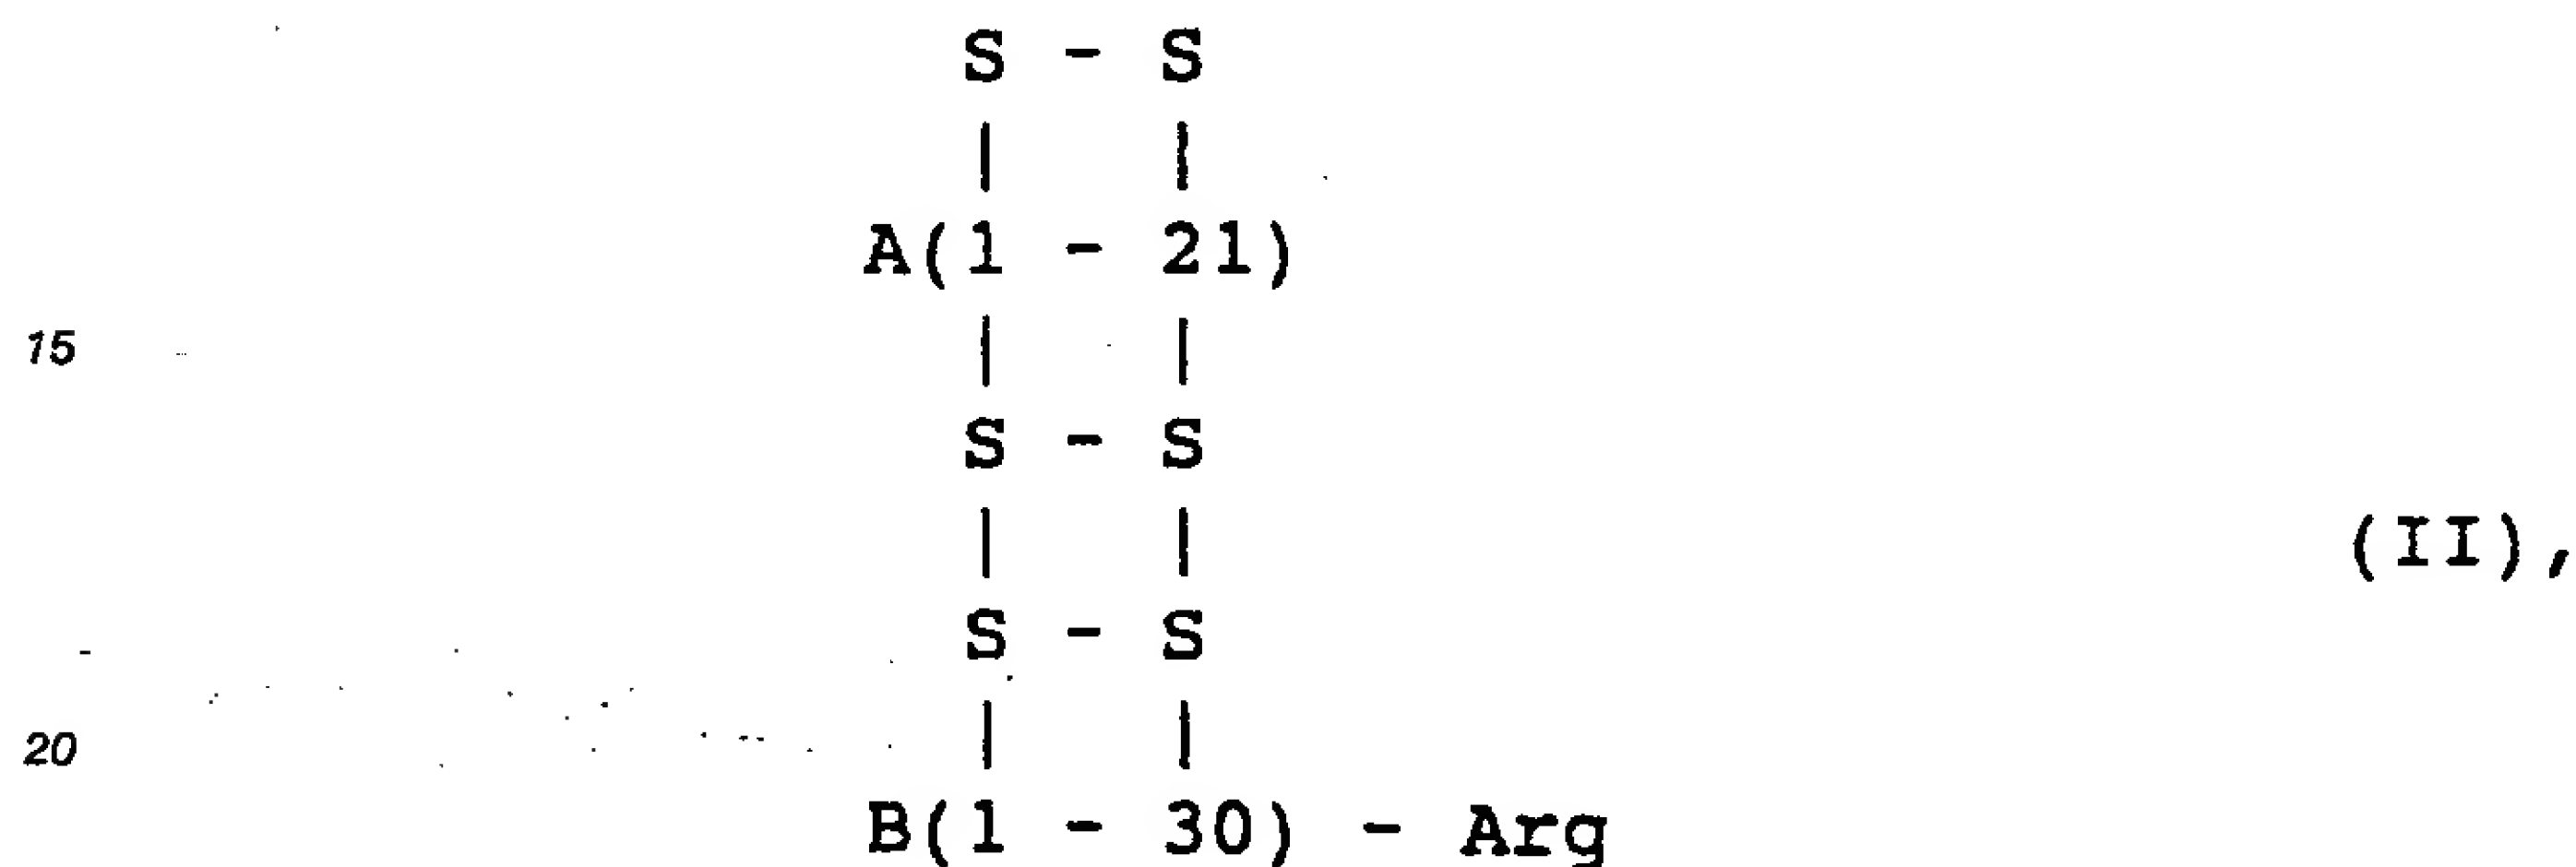 S - S
|   |
A(1 - 21)
15
|   |
S - S
|   |
(II),
S - S
|   |
20
B(1 - 30) - Arg